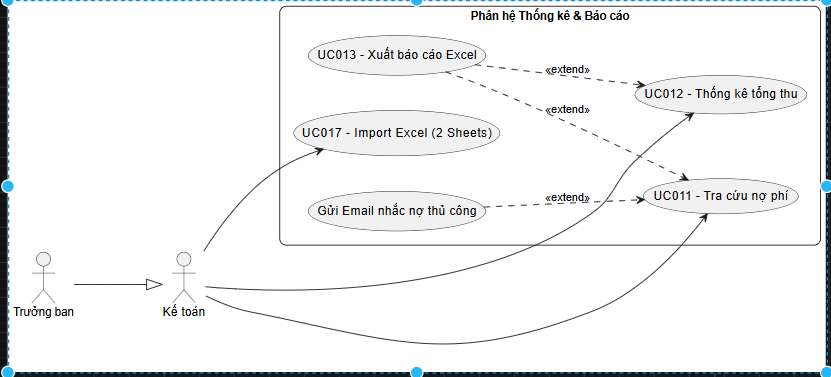 Phân hệ Thống kê & Báo cáo
UC013 - Xuất báo cáo Excel
«extend»
UC012 - Thống kê tổng thu
«extend»
UC017 - Import Excel (2 Sheets)
«extend»
UC011 - Tra cứu nợ phí
Gửi Email nhắc nợ thủ công
Trưởng ban
Kế toán